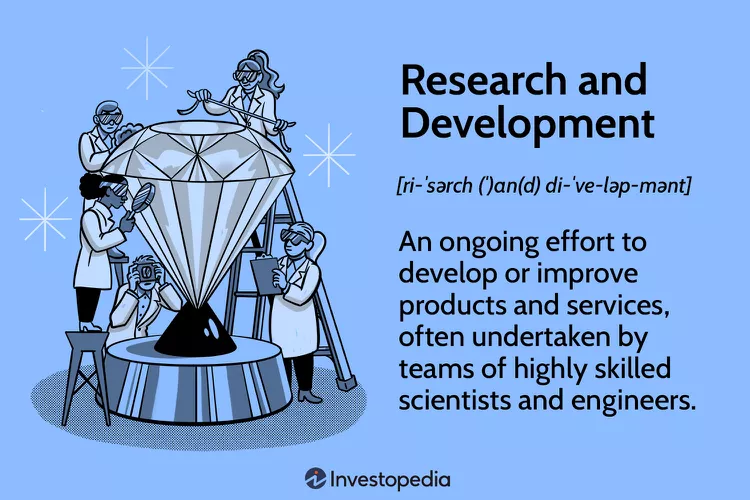 Research and
Development
[ri-ˈsərch (ˈ)an(d) di-ˈve-ləp-mənt]
An ongoing effort to
develop or improve
products and services,
often undertaken by
teams of highly skilled
scientists and engineers.
Investopedia